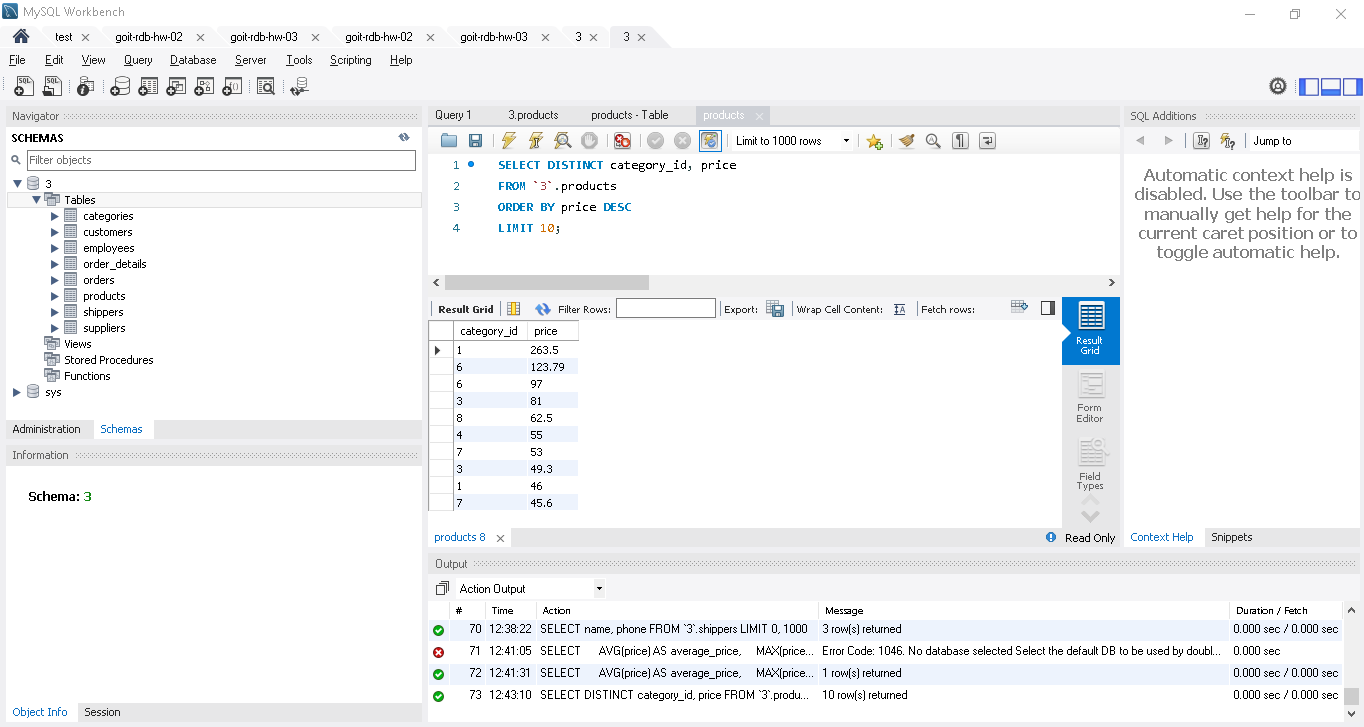 MySQL Workbench
test goit-rdb-hw-02 goit-rdb-hw-03 goit-rdb-hw-02 goit-rdb-hw-03 3 3
File Edit View Query Database Server Tools Scripting Help
Navigator
SCHEMAS
Filter objects
3
Tables
categories
customers
employees
order_details
orders
products
shippers
suppliers
Views
Stored Procedures
Functions
sys
Administration Schemas
Information
Schema: 3
Object Info Session
Query 1 3.products products - Table products
Limit to 1000 rows
1 SELECT DISTINCT category_id, price
2 FROM `3`.products
3 ORDER BY price DESC
4 LIMIT 10;
Result Grid Filter Rows: Export: Wrap Cell Content: Fetch rows:
category_id price
1 263.5
6 123.79
6 97
3 81
8 62.5
4 55
7 53
3 49.3
1 46
7 45.6
Result
Grid
Form
Editor
Field
Types
products 8 Read Only
Output
Action Output
# Time Action Message Duration / Fetch
70 12:38:22 SELECT name, phone FROM `3`.shippers LIMIT 0, 1000 3 row(s) returned 0.000 sec / 0.000 sec
71 12:41:05 SELECT AVG(price) AS average_price, MAX(price... Error Code: 1046. No database selected Select the default DB to be used by doubl... 0.000 sec
72 12:41:31 SELECT AVG(price) AS average_price, MAX(price... 1 row(s) returned 0.000 sec / 0.000 sec
73 12:43:10 SELECT DISTINCT category_id, price FROM `3`.produ... 10 row(s) returned 0.000 sec / 0.000 sec
SQL Additions
Jump to
Automatic context help is
disabled. Use the toolbar to
manually get help for the
current caret position or to
toggle automatic help.
Context Help Snippets